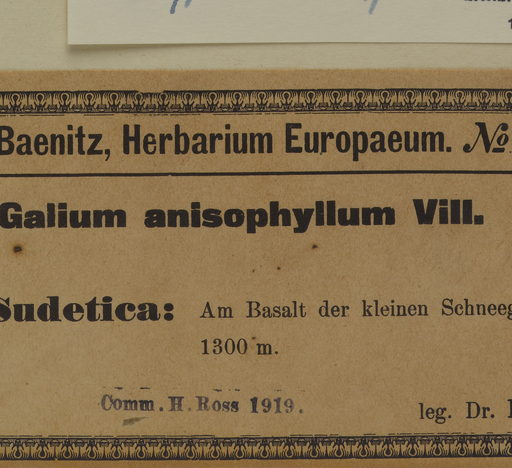 Baenitz, Herbarium Europaeum. №
Galium anisophyllum Vill.
Sudetica: Am Basalt der kleinen Schneeg
1300 m.
Comm. H. Ross 1919.
leg. Dr.